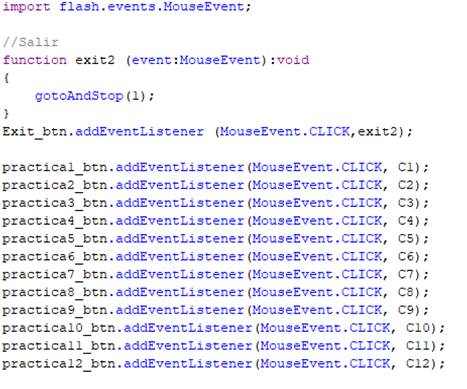 import flash.events.MouseEvent;
//Salir
function exit2 (event:MouseEvent):void
{
gotoAndStop(1);
}
Exit_btn.addEventListener (MouseEvent.CLICK,exit2);
practica1_btn.addEventListener(MouseEvent.CLICK, C1);
practica2_btn.addEventListener(MouseEvent.CLICK, C2);
practica3_btn.addEventListener(MouseEvent.CLICK, C3);
practica4_btn.addEventListener(MouseEvent.CLICK, C4);
practica5_btn.addEventListener(MouseEvent.CLICK, C5);
practica6_btn.addEventListener(MouseEvent.CLICK, C6);
practica7_btn.addEventListener(MouseEvent.CLICK, C7);
practica8_btn.addEventListener(MouseEvent.CLICK, C8);
practica9_btn.addEventListener(MouseEvent.CLICK, C9);
practica10_btn.addEventListener(MouseEvent.CLICK, C10);
practica11_btn.addEventListener(MouseEvent.CLICK, C11);
practica12_btn.addEventListener(MouseEvent.CLICK, C12);